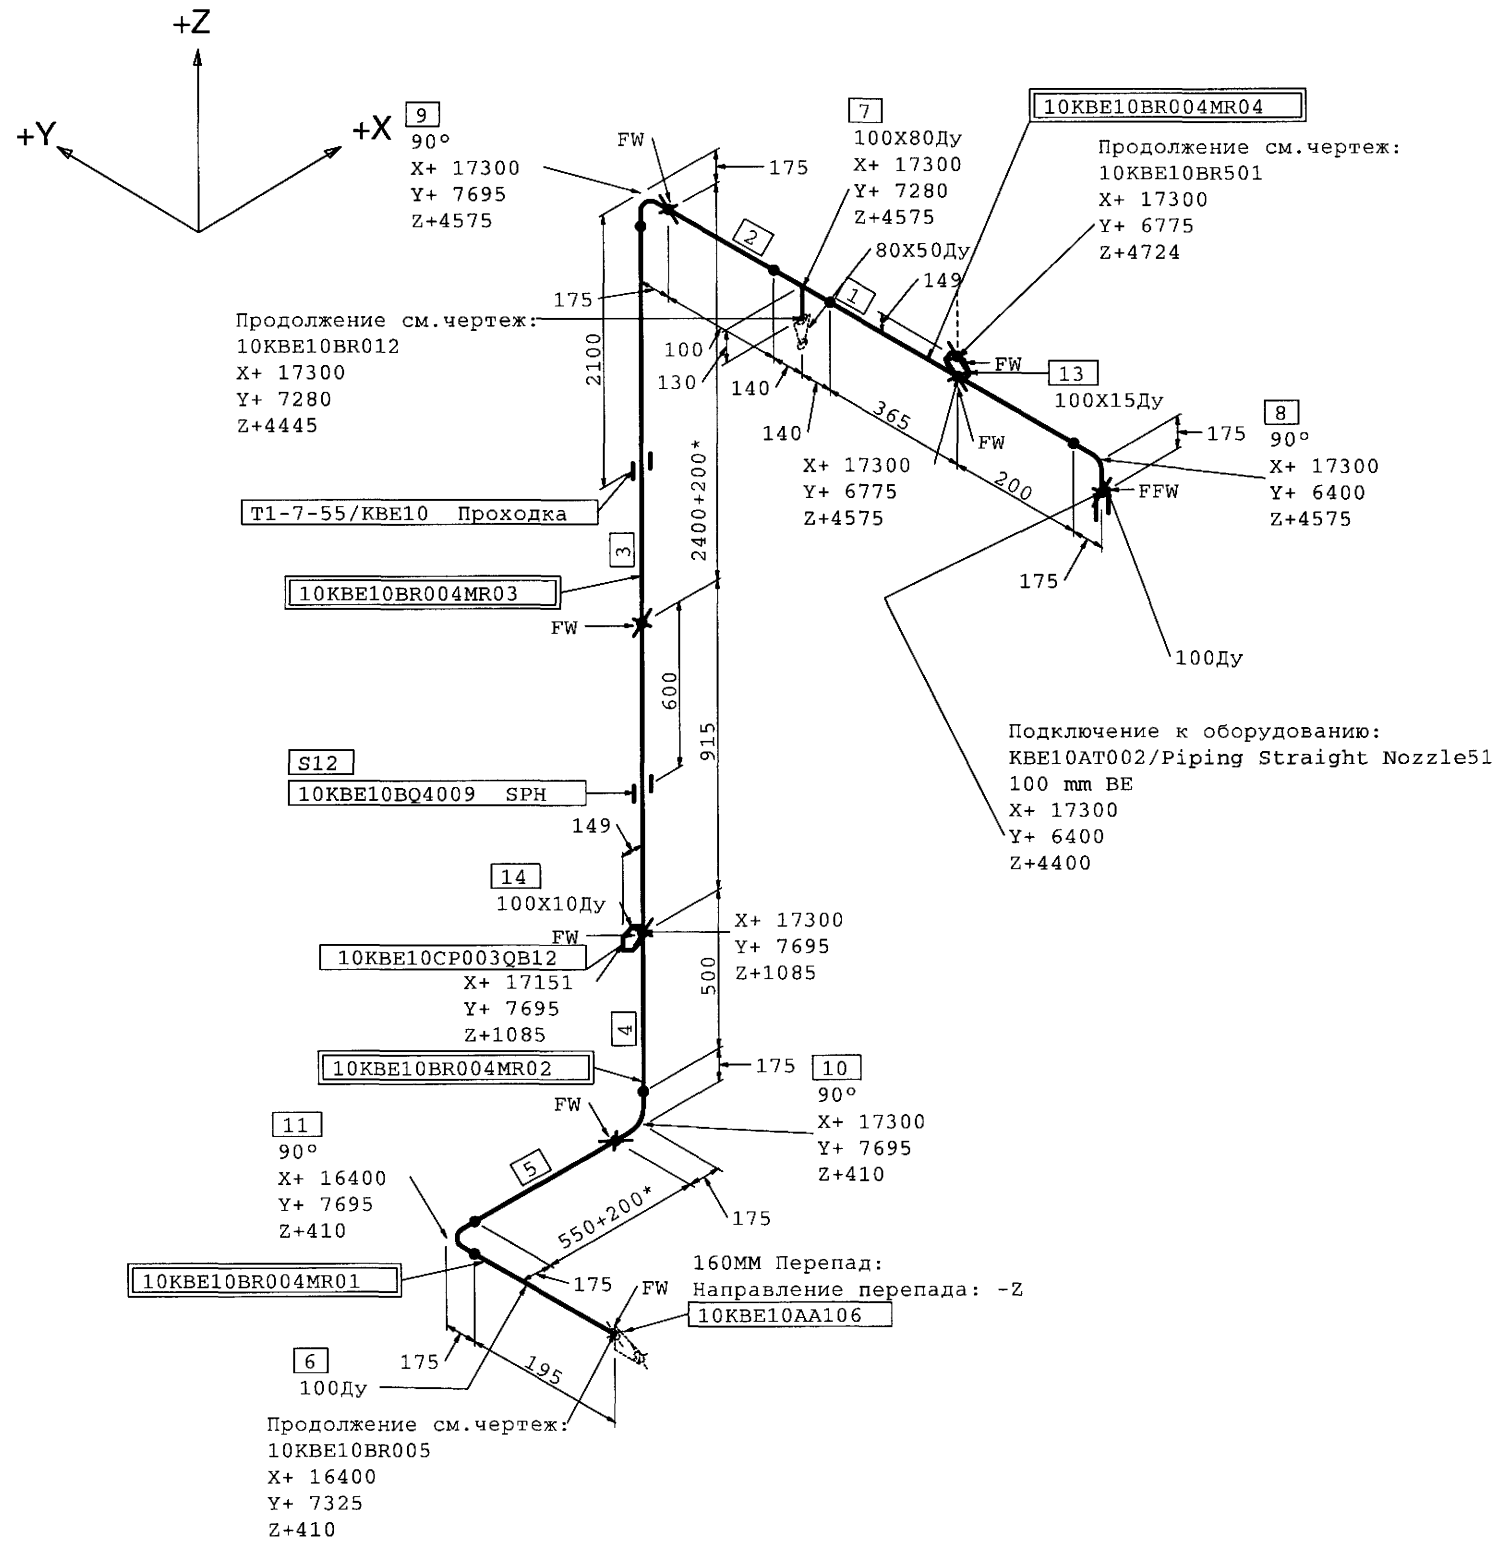 +Z
+Y
+X
9
90°
X+ 17300
Y+ 7695
Z+4575
FW
175
7
100X80Ду
X+ 17300
Y+ 7280
Z+4575
80X50Ду
10KBE10BR004MR04
Продолжение см.чертеж:
10KBE10BR501
X+ 17300
Y+ 6775
Z+4724
2
1
149
175
2100
Продолжение см.чертеж:
10KBE10BR012
X+ 17300
Y+ 7280
Z+4445
100
130
140
140
365
FW
13
100X15Ду
FW
X+ 17300
Y+ 6775
Z+4575
200
175
8
90°
X+ 17300
Y+ 6400
Z+4575
FFW
175
100Ду
T1-7-55/KBE10 Проходка
2400+200*
3
10KBE10BR004MR03
FW
600
915
Подключение к оборудованию:
KBE10AT002/Piping Straight Nozzle51
100 mm BE
X+ 17300
Y+ 6400
Z+4400
S12
10KBE10BQ4009 SPH
149
14
100X10Ду
FW
10KBE10CP003QB12
X+ 17151
Y+ 7695
Z+1085
X+ 17300
Y+ 7695
Z+1085
500
4
10KBE10BR004MR02
175
10
90°
X+ 17300
Y+ 7695
Z+410
FW
11
90°
X+ 16400
Y+ 7695
Z+410
5
550+200*
175
175
10KBE10BR004MR01
FW
160ММ Перепад:
Направление перепада: -Z
10KBE10AA106
175
195
6
100Ду
Продолжение см.чертеж:
10KBE10BR005
X+ 16400
Y+ 7325
Z+410